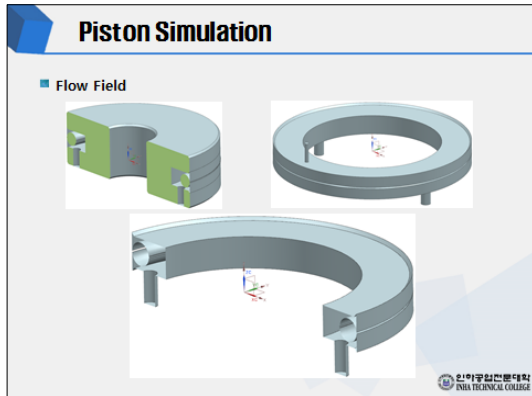 Piston Simulation
Flow Field
인하공업전문대학
INHA TECHNICAL COLLEGE